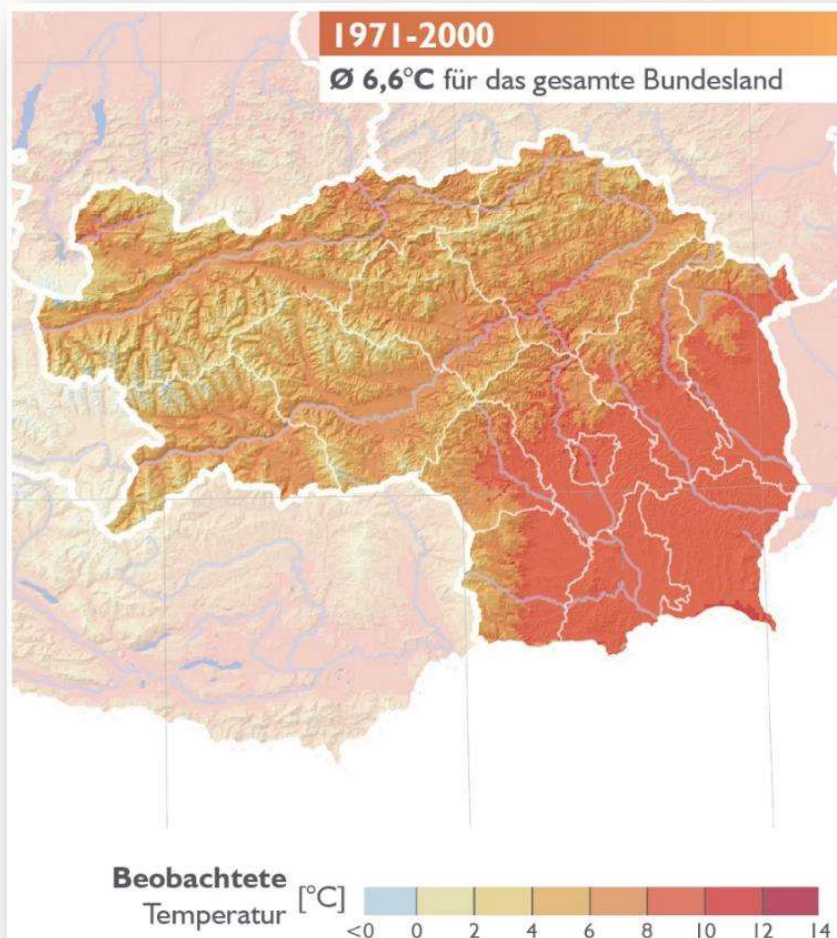 1971-2000
Ø 6,6°C für das gesamte Bundesland
Beobachtete
Temperatur
[°C]
<0 0 2 4 6 8 10 12 14